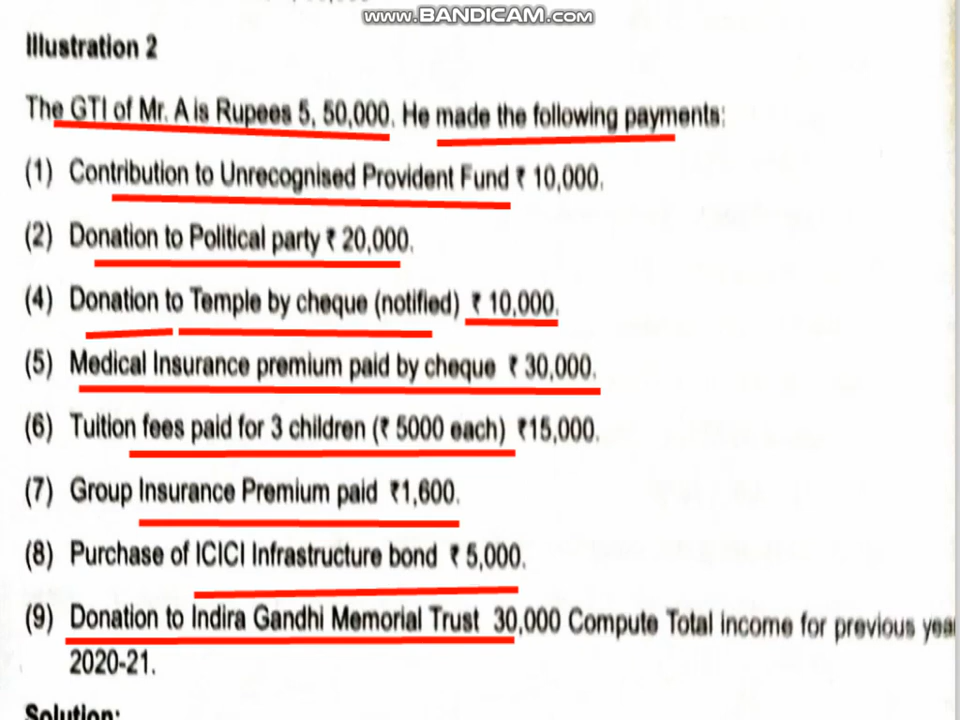 www.BANDICAM.com
Illustration 2
The GTI of Mr. A is Rupees 5, 50,000. He made the following payments:
(1) Contribution to Unrecognised Provident Fund ₹ 10,000.
(2) Donation to Political party ₹ 20,000.
(4) Donation to Temple by cheque (notified) ₹ 10,000.
(5) Medical Insurance premium paid by cheque ₹ 30,000.
(6) Tuition fees paid for 3 children (₹ 5000 each) ₹15,000.
(7) Group Insurance Premium paid ₹1,600.
(8) Purchase of ICICI Infrastructure bond ₹ 5,000.
(9) Donation to Indira Gandhi Memorial Trust 30,000 Compute Total income for previous yea
2020-21.
Solution: